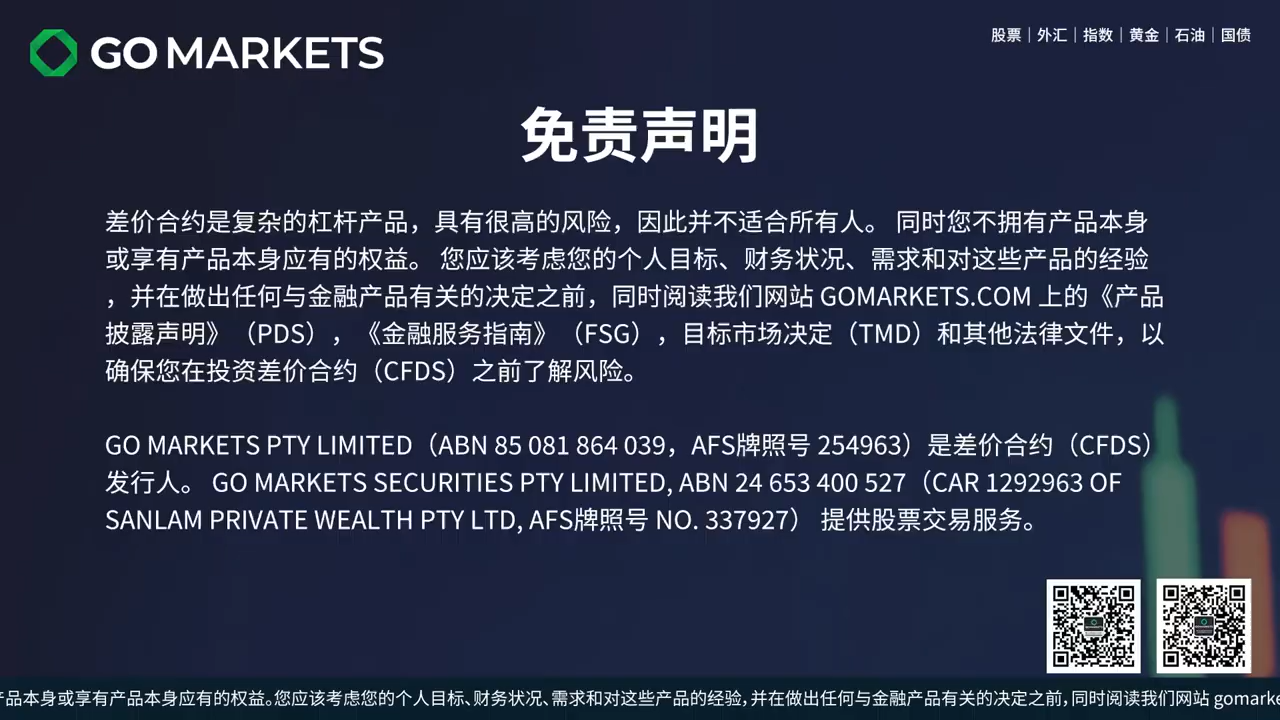 GO MARKETS
股票｜外汇｜指数｜黄金｜石油｜国债
免责声明
差价合约是复杂的杠杆产品，具有很高的风险，因此并不适合所有人。 同时您不拥有产品本身
或享有产品本身应有的权益。 您应该考虑您的个人目标、财务状况、需求和对这些产品的经验
，并在做出任何与金融产品有关的决定之前，同时阅读我们网站 GOMARKETS.COM 上的《产品
披露声明》（PDS），《金融服务指南》（FSG），目标市场决定（TMD）和其他法律文件，以
确保您在投资差价合约（CFDS）之前了解风险。
GO MARKETS PTY LIMITED（ABN 85 081 864 039，AFS牌照号 254963）是差价合约（CFDS）
发行人。 GO MARKETS SECURITIES PTY LIMITED, ABN 24 653 400 527（CAR 1292963 OF
SANLAM PRIVATE WEALTH PTY LTD, AFS牌照号 NO. 337927） 提供股票交易服务。
产品本身或享有产品本身应有的权益。您应该考虑您的个人目标、财务状况、需求和对这些产品的经验，并在做出任何与金融产品有关的决定之前，同时阅读我们网站 gomarke